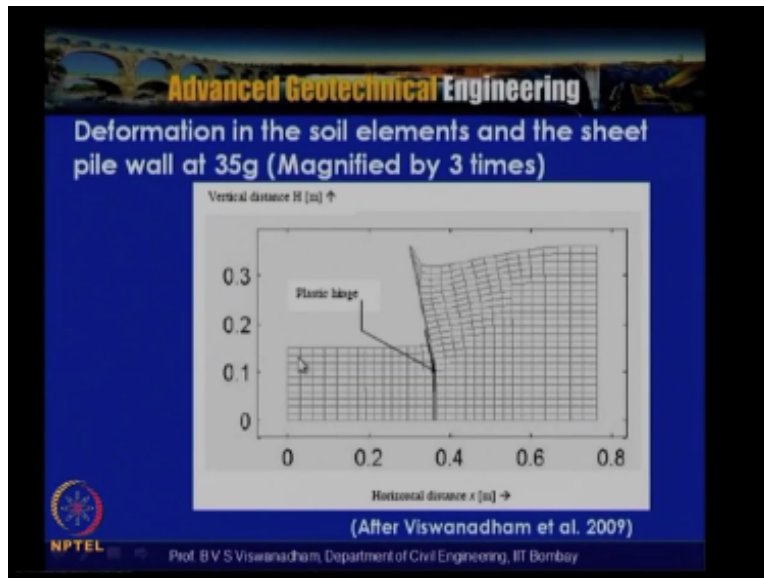 Advanced Geotechnical Engineering
Deformation in the soil elements and the sheet
pile wall at 35g (Magnified by 3 times)
Vertical distance H [m] ↑
0.3
Plastic hinge
0.2
0.1
0
0 0.2 0.4 0.6 0.8
Horizontal distance x [m] →
(After Viswanadham et al. 2009)
NPTEL
Prof. B V S Viswanadham, Department of Civil Engineering, IIT Bombay